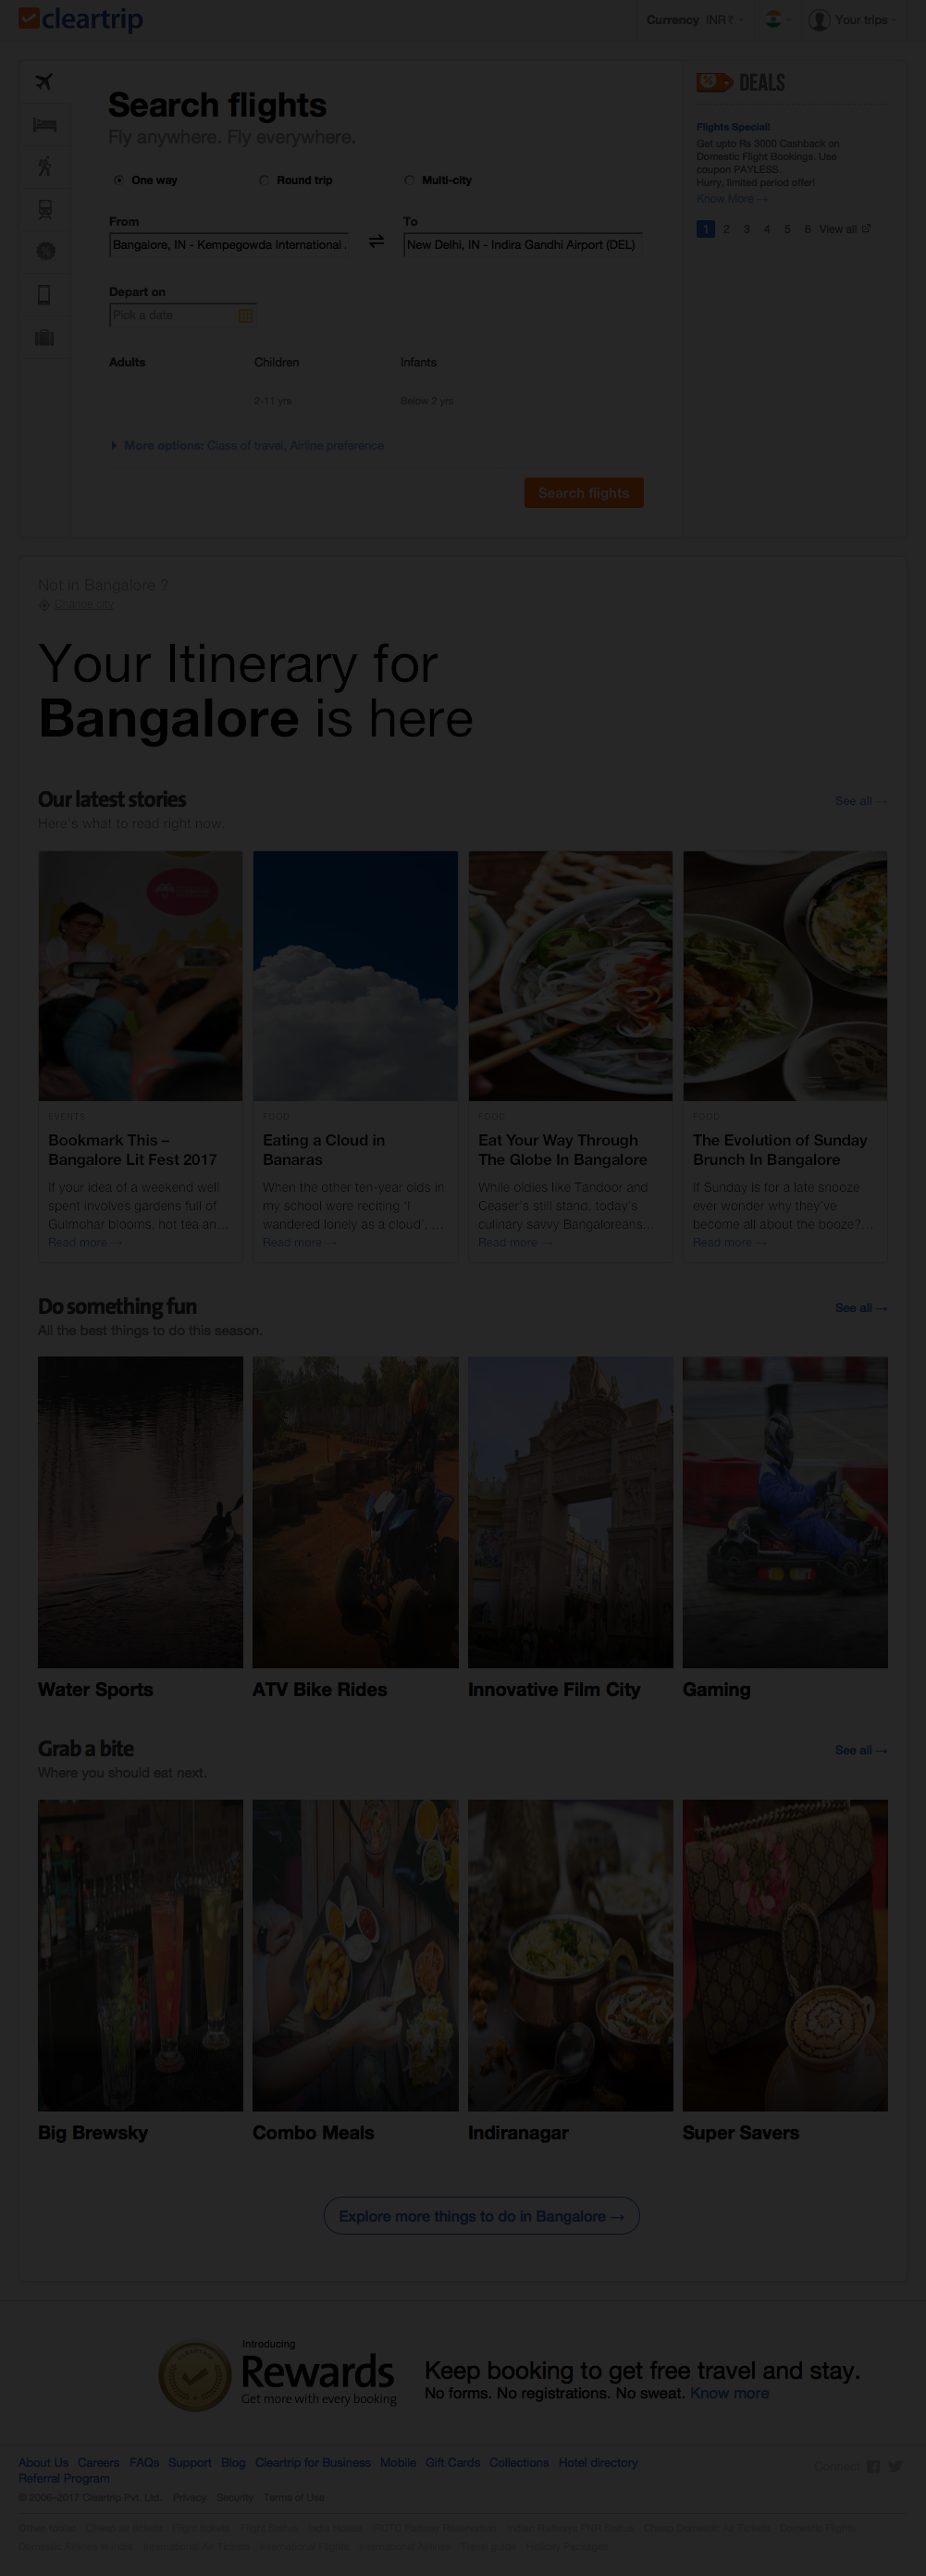 cleartrip
Currency INR₹
Your trips
Search flights
Fly anywhere. Fly everywhere.
One way
Round trip
Multi-city
From
To
Bangalore, IN - Kempegowda International
New Delhi, IN - Indira Gandhi Airport (DEL)
Depart on
Pick a date
Adults
Children
Infants
2-11 yrs
Below 2 yrs
More options: Class of travel, Airline preference
Search flights
DEALS
Flights Special!
Get upto Rs 3000 Cashback on
Domestic Flight Bookings. Use
coupon PAYLESS.
Hurry, limited period offer!
Know More →
1 2 3 4 5 6 View all
Not in Bangalore ?
Change city
Your Itinerary for
Bangalore is here
Our latest stories
See all →
Here's what to read right now.
EVENTS
Bookmark This –
Bangalore Lit Fest 2017
If your idea of a weekend well
spent involves gardens full of
Gulmohar blooms, hot tea an...
Read more →
FOOD
Eating a Cloud in
Banaras
When the other ten-year olds in
my school were reciting 'I
wandered lonely as a cloud', ...
Read more →
FOOD
Eat Your Way Through
The Globe In Bangalore
While oldies like Tandoor and
Ceaser's still stand, today's
culinary savvy Bangaloreans...
Read more →
FOOD
The Evolution of Sunday
Brunch In Bangalore
If Sunday is for a late snooze
ever wonder why they've
become all about the booze?...
Read more →
Do something fun
See all →
All the best things to do this season.
Water Sports
ATV Bike Rides
Innovative Film City
Gaming
Grab a bite
See all →
Where you should eat next.
Big Brewsky
Combo Meals
Indiranagar
Super Savers
Explore more things to do in Bangalore →
Introducing
Rewards
Get more with every booking
Keep booking to get free travel and stay.
No forms. No registrations. No sweat. Know more
About Us Careers FAQs Support Blog Cleartrip for Business Mobile Gift Cards Collections Hotel directory
Referral Program
Connect
© 2006-2017 Cleartrip Pvt. Ltd. Privacy Security Terms of Use